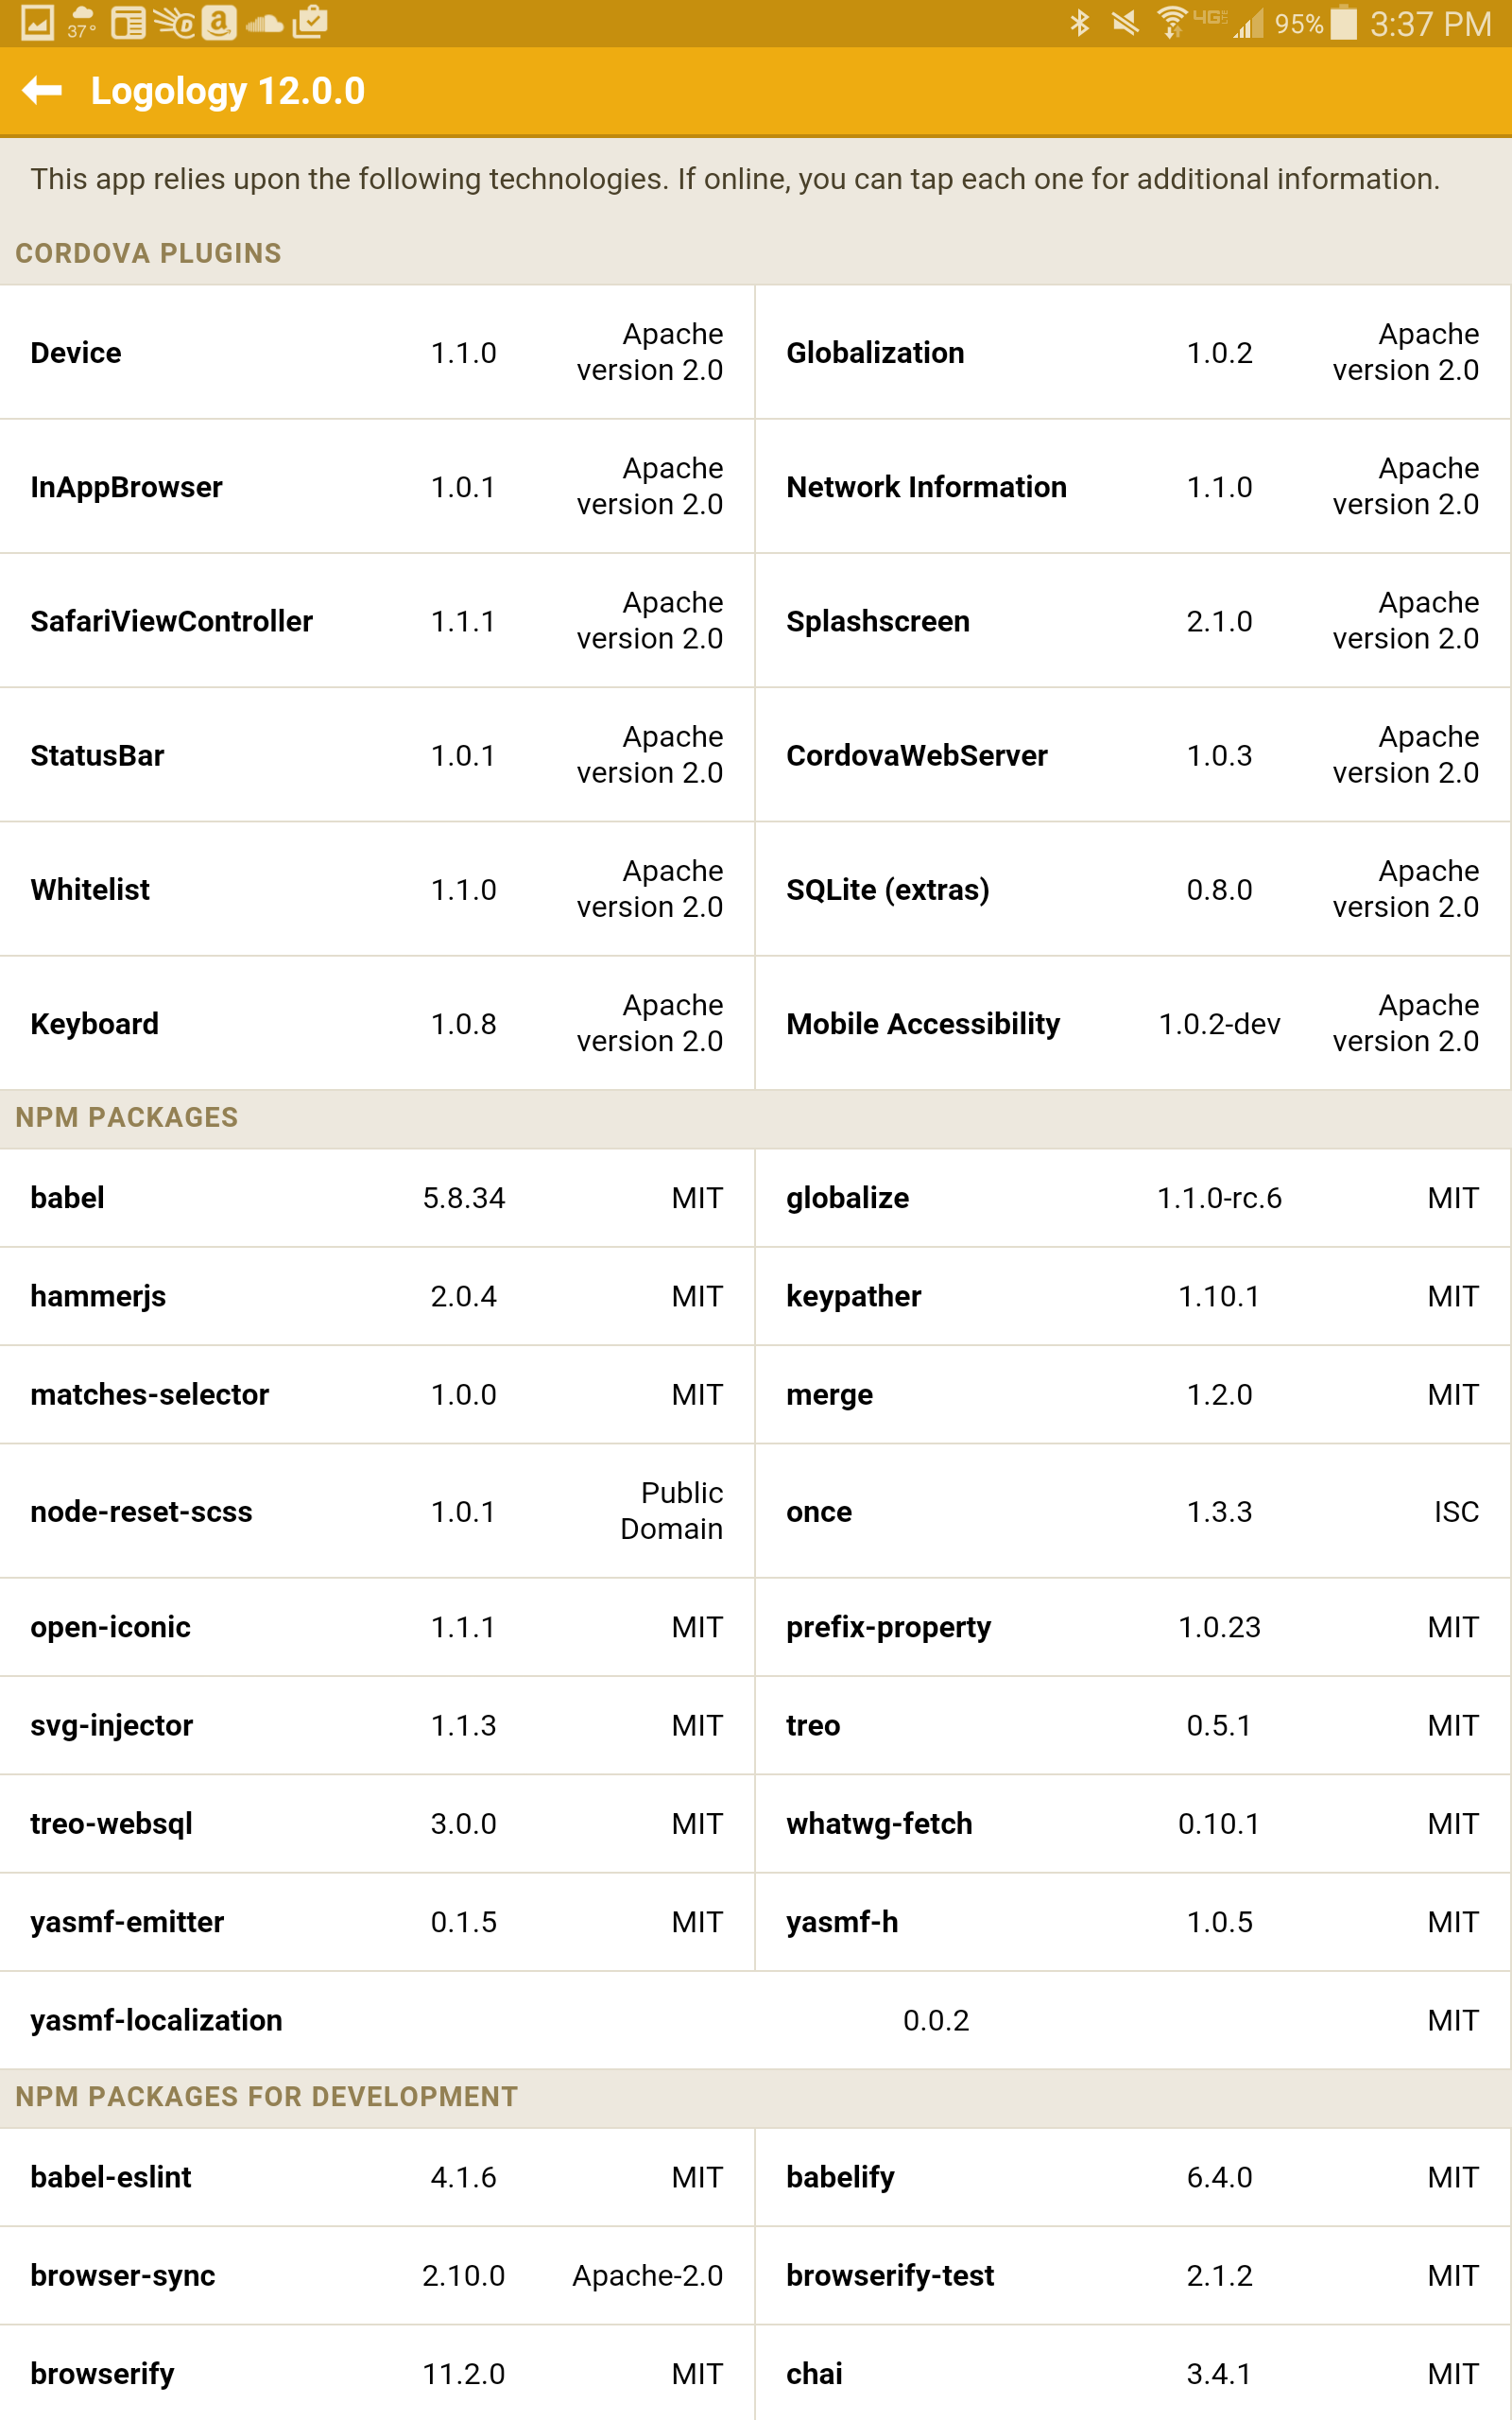 37°
95% 3:37 PM
Logology 12.0.0
This app relies upon the following technologies. If online, you can tap each one for additional information.
CORDOVA PLUGINS
Device 1.1.0 Apache version 2.0
Globalization 1.0.2 Apache version 2.0
InAppBrowser 1.0.1 Apache version 2.0
Network Information 1.1.0 Apache version 2.0
SafariViewController 1.1.1 Apache version 2.0
Splashscreen 2.1.0 Apache version 2.0
StatusBar 1.0.1 Apache version 2.0
CordovaWebServer 1.0.3 Apache version 2.0
Whitelist 1.1.0 Apache version 2.0
SQLite (extras) 0.8.0 Apache version 2.0
Keyboard 1.0.8 Apache version 2.0
Mobile Accessibility 1.0.2-dev Apache version 2.0
NPM PACKAGES
babel 5.8.34 MIT
globalize 1.1.0-rc.6 MIT
hammerjs 2.0.4 MIT
keypather 1.10.1 MIT
matches-selector 1.0.0 MIT
merge 1.2.0 MIT
node-reset-scss 1.0.1 Public Domain
once 1.3.3 ISC
open-iconic 1.1.1 MIT
prefix-property 1.0.23 MIT
svg-injector 1.1.3 MIT
treo 0.5.1 MIT
treo-websql 3.0.0 MIT
whatwg-fetch 0.10.1 MIT
yasmf-emitter 0.1.5 MIT
yasmf-h 1.0.5 MIT
yasmf-localization 0.0.2 MIT
NPM PACKAGES FOR DEVELOPMENT
babel-eslint 4.1.6 MIT
babelify 6.4.0 MIT
browser-sync 2.10.0 Apache-2.0
browserify-test 2.1.2 MIT
browserify 11.2.0 MIT
chai 3.4.1 MIT